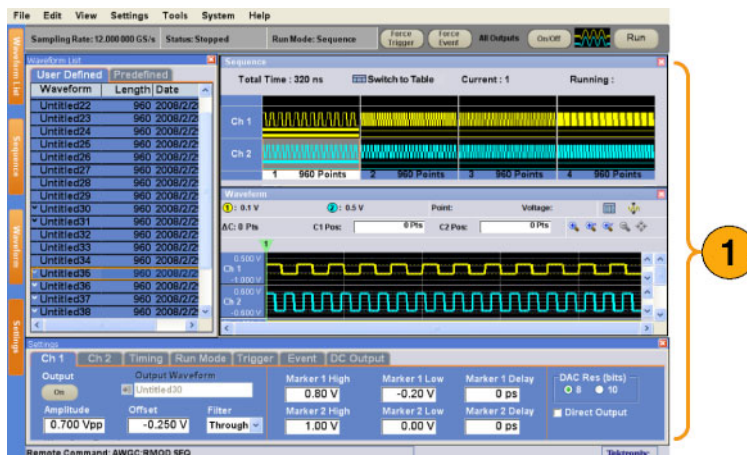 File Edit View Settings Tools System Help
Sampling Rate: 12.000 000 GS/s Status: Stopped Run Mode: Sequence Force Trigger Force Event All Outputs On/Off Run
Waveform List
Sequence
Waveform
Settings
Waveform List
User Defined Predefined
Waveform Length Date
Untitled22 960 2008/2/2
Untitled23 960 2008/2/2
Untitled24 960 2008/2/2
Untitled25 960 2008/2/2
Untitled26 960 2008/2/2
Untitled27 960 2008/2/2
Untitled28 960 2008/2/2
Untitled29 960 2008/2/2
Untitled30 960 2008/2/2
Untitled31 960 2008/2/2
Untitled32 960 2008/2/2
Untitled33 960 2008/2/2
Untitled34 960 2008/2/2
Untitled35 960 2008/2/2
Untitled36 960 2008/2/2
Untitled37 960 2008/2/2
Untitled38 960 2008/2/2
Sequence
Total Time : 320 ns Switch to Table Current : 1 Running :
Ch 1
Ch 2
1 960 Points 2 960 Points 3 960 Points 4 960 Points
Waveform
1 : 0.1 V 2 : 0.5 V Point: Voltage:
ΔC: 0 Pts C1 Pos: 0 Pts C2 Pos: 0 Pts
1
0.500 V
Ch 1
-1.000 V
0.600 V
Ch 2
-0.600 V
1
Settings
Ch 1 Ch 2 Timing Run Mode Trigger Event DC Output
Output Output Waveform Marker 1 High Marker 1 Low Marker 1 Delay DAC Res (bits)
On Untitled30 0.80 V -0.20 V 0 ps 8 10
Amplitude Offset Filter Marker 2 High Marker 2 Low Marker 2 Delay Direct Output
0.700 Vpp -0.250 V Through 1.00 V 0.00 V 0 ps
Remote Command: AWGC:RMOD SEQ Tektronix